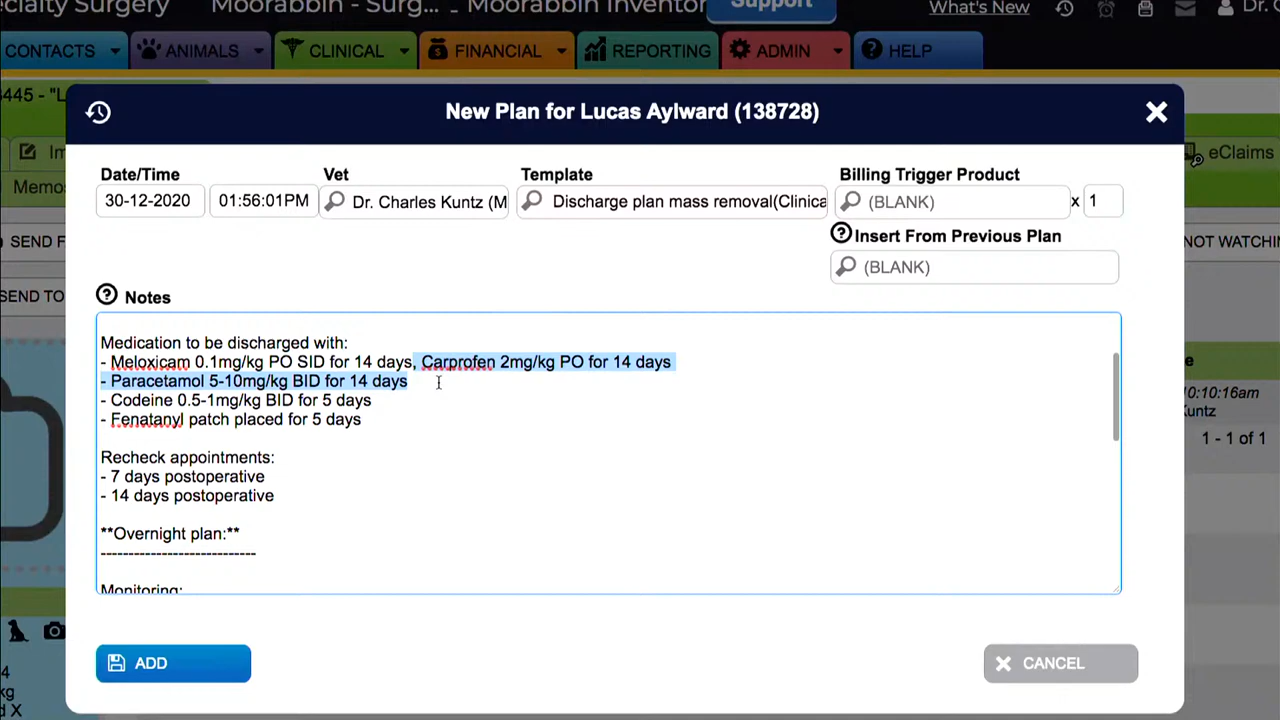 ecialty Surgery
Moorabbin - Surg... - Moorabbin Inventor
Support
What's New
Dr. C
CONTACTS
ANIMALS
CLINICAL
FINANCIAL
REPORTING
ADMIN
HELP
6445 - "L
Im
Memos
SEND F
SEND TO
eClaims
NOT WATCHIN
e
10:10:16am
Kuntz
1 - 1 of 1
4
kg
d X
New Plan for Lucas Aylward (138728)
Date/Time
Vet
Template
Billing Trigger Product
30-12-2020
01:56:01PM
Dr. Charles Kuntz (M
Discharge plan mass removal(Clinica
(BLANK)
x 1
Insert From Previous Plan
(BLANK)
Notes
Medication to be discharged with:
- Meloxicam 0.1mg/kg PO SID for 14 days, Carprofen 2mg/kg PO for 14 days
- Paracetamol 5-10mg/kg BID for 14 days
- Codeine 0.5-1mg/kg BID for 5 days
- Fenatanyl patch placed for 5 days
Recheck appointments:
- 7 days postoperative
- 14 days postoperative
**Overnight plan:**
----------------------------
Monitoring:
ADD
CANCEL